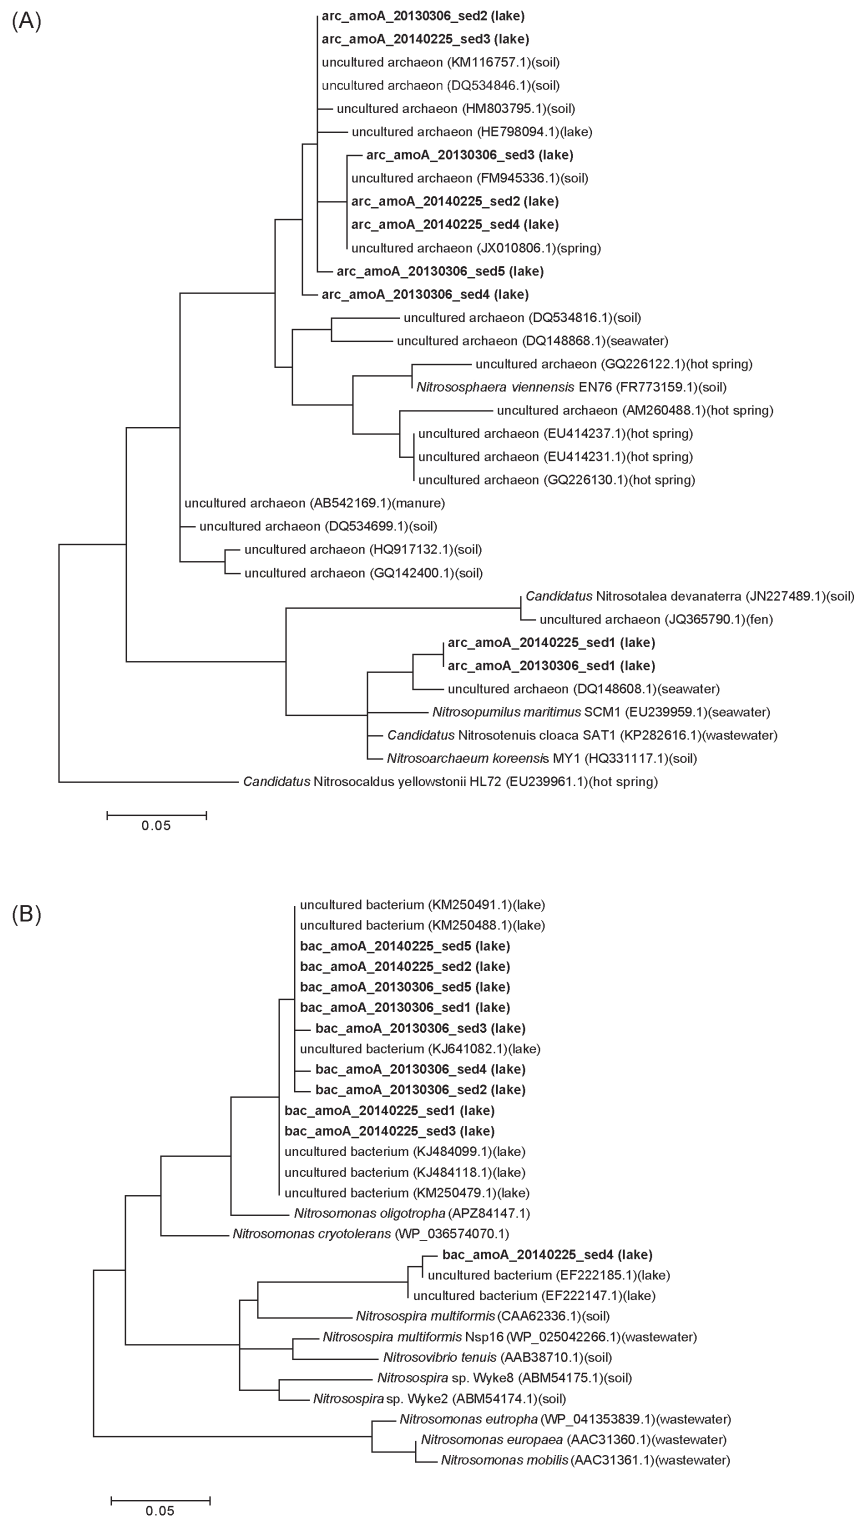 (A)
arc_amoA_20130306_sed2 (lake)
arc_amoA_20140225_sed3 (lake)
uncultured archaeon (KM116757.1)(soil)
uncultured archaeon (DQ534846.1)(soil)
uncultured archaeon (HM803795.1)(soil)
uncultured archaeon (HE798094.1)(lake)
arc_amoA_20130306_sed3 (lake)
uncultured archaeon (FM945336.1)(soil)
arc_amoA_20140225_sed2 (lake)
arc_amoA_20140225_sed4 (lake)
uncultured archaeon (JX010806.1)(spring)
arc_amoA_20130306_sed5 (lake)
arc_amoA_20130306_sed4 (lake)
uncultured archaeon (DQ534816.1)(soil)
uncultured archaeon (DQ148868.1)(seawater)
uncultured archaeon (GQ226122.1)(hot spring)
Nitrososphaera viennensis EN76 (FR773159.1)(soil)
uncultured archaeon (AM260488.1)(hot spring)
uncultured archaeon (EU414237.1)(hot spring)
uncultured archaeon (EU414231.1)(hot spring)
uncultured archaeon (GQ226130.1)(hot spring)
uncultured archaeon (AB542169.1)(manure)
uncultured archaeon (DQ534699.1)(soil)
uncultured archaeon (HQ917132.1)(soil)
uncultured archaeon (GQ142400.1)(soil)
Candidatus Nitrosotalea devanaterra (JN227489.1)(soil)
uncultured archaeon (JQ365790.1)(fen)
arc_amoA_20140225_sed1 (lake)
arc_amoA_20130306_sed1 (lake)
uncultured archaeon (DQ148608.1)(seawater)
Nitrosopumilus maritimus SCM1 (EU239959.1)(seawater)
Candidatus Nitrosotenuis cloaca SAT1 (KP282616.1)(wastewater)
Nitrosoarchaeum koreensis MY1 (HQ331117.1)(soil)
Candidatus Nitrosocaldus yellowstonii HL72 (EU239961.1)(hot spring)
0.05
(B)
uncultured bacterium (KM250491.1)(lake)
uncultured bacterium (KM250488.1)(lake)
bac_amoA_20140225_sed5 (lake)
bac_amoA_20140225_sed2 (lake)
bac_amoA_20130306_sed5 (lake)
bac_amoA_20130306_sed1 (lake)
bac_amoA_20130306_sed3 (lake)
uncultured bacterium (KJ641082.1)(lake)
bac_amoA_20130306_sed4 (lake)
bac_amoA_20130306_sed2 (lake)
bac_amoA_20140225_sed1 (lake)
bac_amoA_20140225_sed3 (lake)
uncultured bacterium (KJ484099.1)(lake)
uncultured bacterium (KJ484118.1)(lake)
uncultured bacterium (KM250479.1)(lake)
Nitrosomonas oligotropha (APZ84147.1)
Nitrosomonas cryotolerans (WP_036574070.1)
bac_amoA_20140225_sed4 (lake)
uncultured bacterium (EF222185.1)(lake)
uncultured bacterium (EF222147.1)(lake)
Nitrosospira multiformis (CAA62336.1)(soil)
Nitrosospira multiformis Nsp16 (WP_025042266.1)(wastewater)
Nitrosovibrio tenuis (AAB38710.1)(soil)
Nitrosospira sp. Wyke8 (ABM54175.1)(soil)
Nitrosospira sp. Wyke2 (ABM54174.1)(soil)
Nitrosomonas eutropha (WP_041353839.1)(wastewater)
Nitrosomonas europaea (AAC31360.1)(wastewater)
Nitrosomonas mobilis (AAC31361.1)(wastewater)
0.05